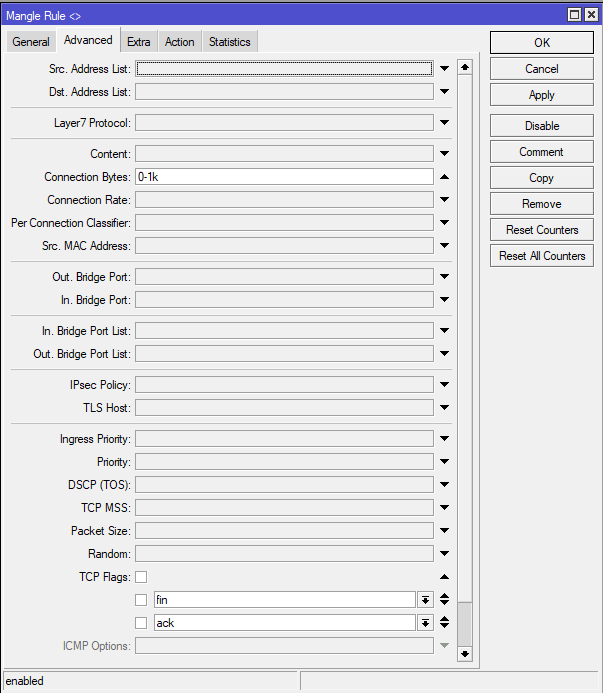 Mangle Rule <>
General Advanced Extra Action Statistics
OK
Cancel
Apply
Disable
Comment
Copy
Remove
Reset Counters
Reset All Counters
Src. Address List:
Dst. Address List:
Layer7 Protocol:
Content:
Connection Bytes: 0-1k
Connection Rate:
Per Connection Classifier:
Src. MAC Address:
Out. Bridge Port:
In. Bridge Port:
In. Bridge Port List:
Out. Bridge Port List:
IPsec Policy:
TLS Host:
Ingress Priority:
Priority:
DSCP (TOS):
TCP MSS:
Packet Size:
Random:
TCP Flags:
fin
ack
ICMP Options:
enabled